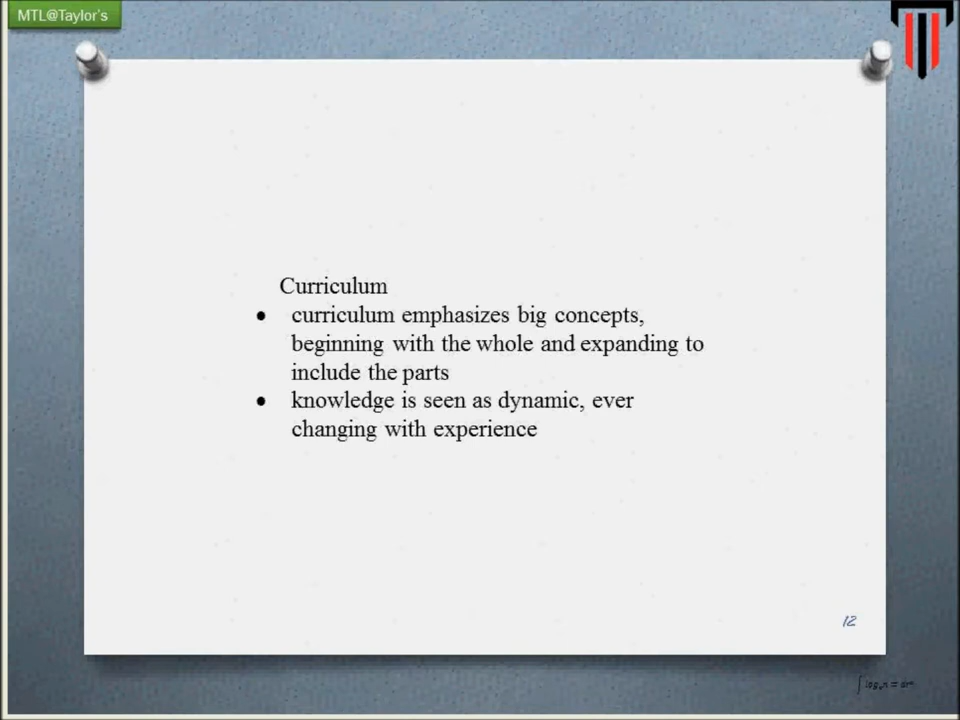 MTL@Taylor's
Curriculum
• curriculum emphasizes big concepts,
beginning with the whole and expanding to
include the parts
• knowledge is seen as dynamic, ever
changing with experience
12